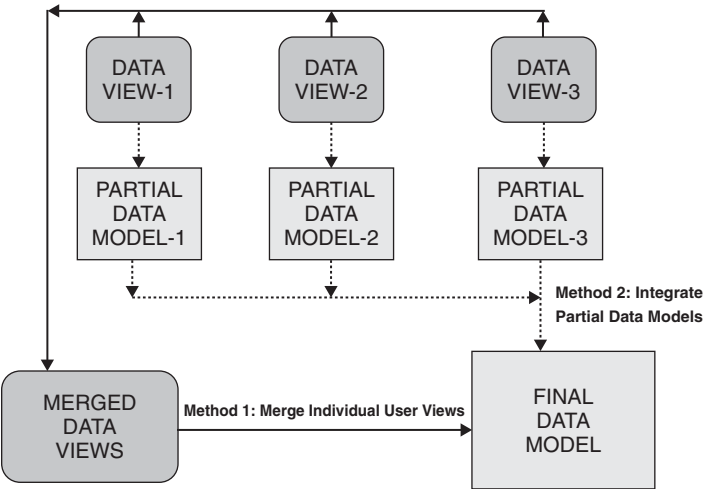 DATA
VIEW-1
DATA
VIEW-2
DATA
VIEW-3
PARTIAL
DATA
MODEL-1
PARTIAL
DATA
MODEL-2
PARTIAL
DATA
MODEL-3
Method 2: Integrate
Partial Data Models
MERGED
DATA
VIEWS
Method 1: Merge Individual User Views
FINAL
DATA
MODEL